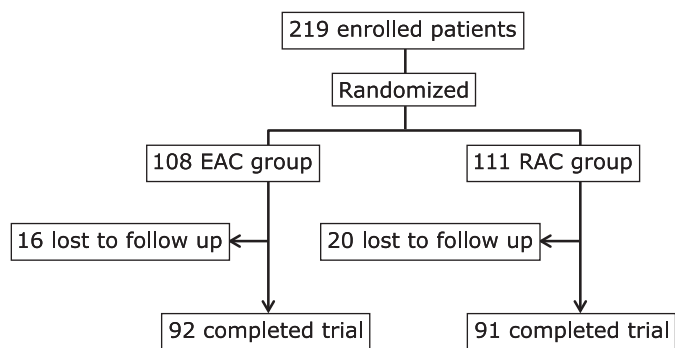 219 enrolled patients
Randomized
108 EAC group
111 RAC group
16 lost to follow up
20 lost to follow up
92 completed trial
91 completed trial